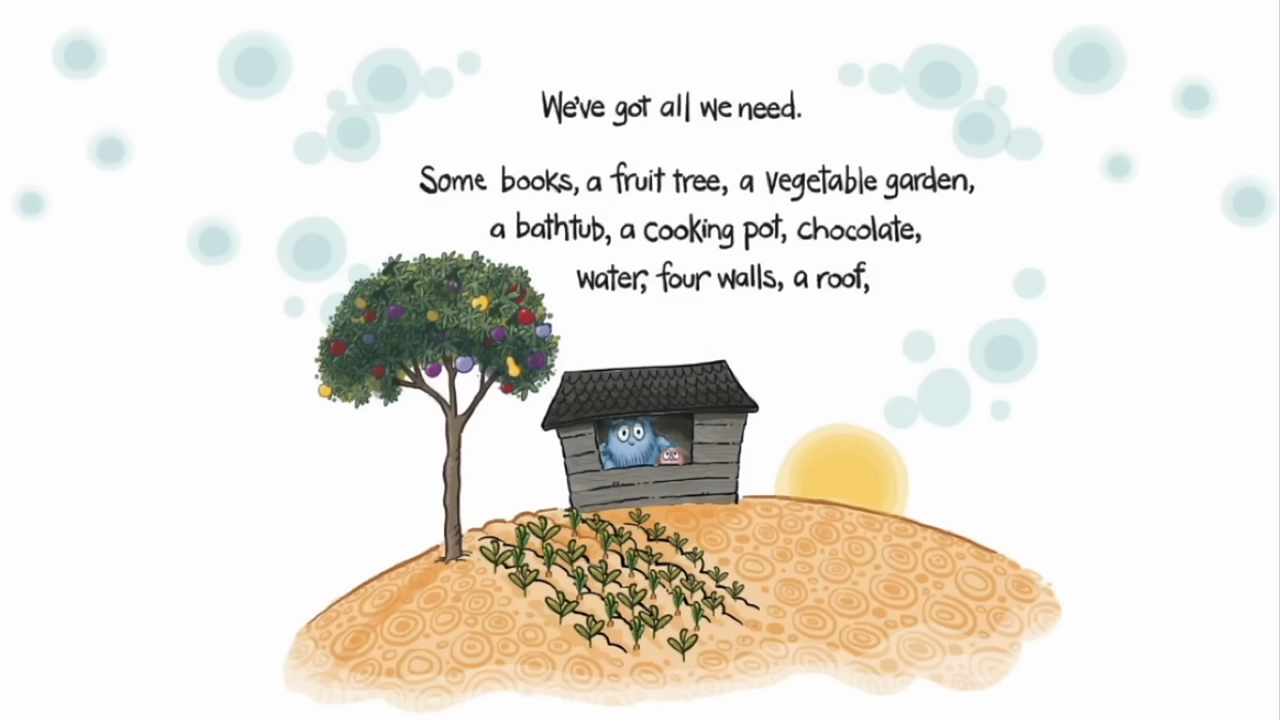 We've got all we need.
Some books, a fruit tree, a vegetable garden,
a bathtub, a cooking pot, chocolate,
water, four walls, a roof,